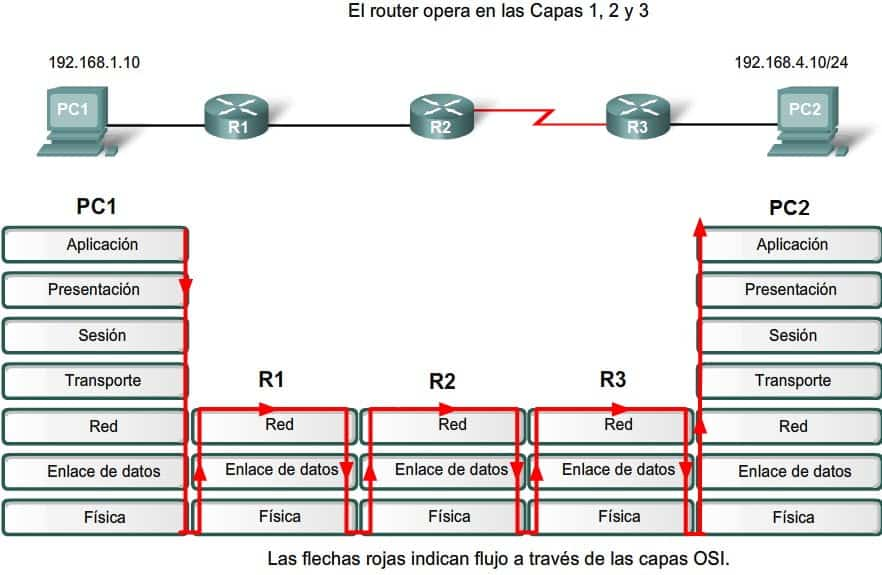 El router opera en las Capas 1, 2 y 3
192.168.1.10
192.168.4.10/24
PC1
R1
R2
R3
PC2
PC1
PC2
Aplicación
Aplicación
Presentación
Presentación
Sesión
Sesión
R1
R2
R3
Transporte
Transporte
Red
Red
Red
Red
Red
Enlace de datos
Enlace de datos
Enlace de datos
Enlace de datos
Enlace de datos
Física
Física
Física
Física
Física
Las flechas rojas indican flujo a través de las capas OSI.